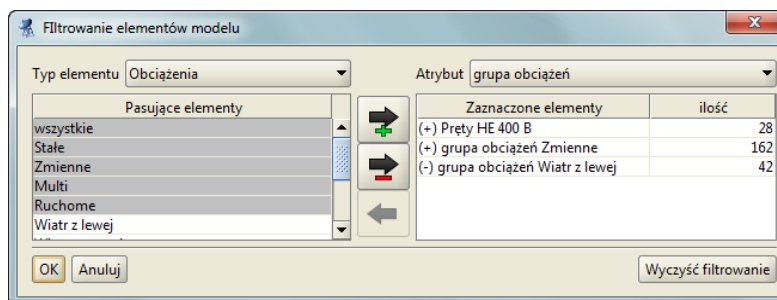 FIltrowanie elementów modelu
Typ elementu Obciążenia Atrybut grupa obciążeń
Pasujące elementy
wszystkie
Stałe
Zmienne
Multi
Ruchome
Wiatr z lewej
Zaznaczone elementy ilość
(+) Pręty HE 400 B 28
(+) grupa obciążeń Zmienne 162
(-) grupa obciążeń Wiatr z lewej 42
OK Anuluj Wyczyść filtrowanie